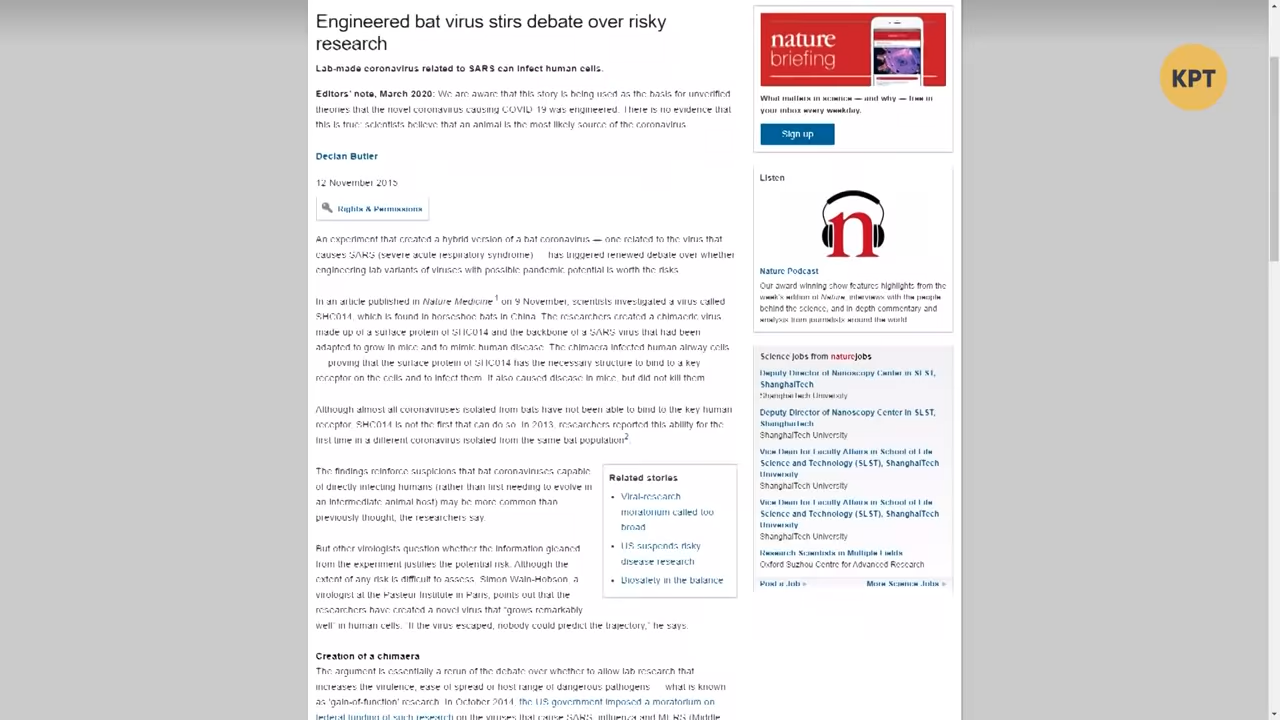 Engineered bat virus stirs debate over risky
research
Lab-made coronavirus related to SARS can infect human cells.
Editors' note, March 2020: We are aware that this story is being used as the basis for unverified
theories that the novel coronavirus causing COVID-19 was engineered. There is no evidence that
this is true; scientists believe that an animal is the most likely source of the coronavirus.
Declan Butler
12 November 2015
Rights & Permissions
An experiment that created a hybrid version of a bat coronavirus — one related to the virus that
causes SARS (severe acute respiratory syndrome) — has triggered renewed debate over whether
engineering lab variants of viruses with possible pandemic potential is worth the risks.
In an article published in Nature Medicine1 on 9 November, scientists investigated a virus called
SHC014, which is found in horseshoe bats in China. The researchers created a chimaeric virus
made up of a surface protein of SHC014 and the backbone of a SARS virus that had been
adapted to grow in mice and to mimic human disease. The chimaera infected human airway cells
— proving that the surface protein of SHC014 has the necessary structure to bind to a key
receptor on the cells and to infect them. It also caused disease in mice, but did not kill them.
Although almost all coronaviruses isolated from bats have not been able to bind to the key human
receptor, SHC014 is not the first that can do so. In 2013, researchers reported this ability for the
first time in a different coronavirus isolated from the same bat population2.
The findings reinforce suspicions that bat coronaviruses capable
of directly infecting humans (rather than first needing to evolve in
an intermediate animal host) may be more common than
previously thought, the researchers say.
But other virologists question whether the information gleaned
from the experiment justifies the potential risk. Although the
extent of any risk is difficult to assess, Simon Wain-Hobson, a
virologist at the Pasteur Institute in Paris, points out that the
researchers have created a novel virus that "grows remarkably
well" in human cells. "If the virus escaped, nobody could predict the trajectory," he says.
Related stories
• Viral-research
moratorium called too
broad
• US suspends risky
disease research
• Biosafety in the balance
Creation of a chimaera
The argument is essentially a rerun of the debate over whether to allow lab research that
increases the virulence, ease of spread or host range of dangerous pathogens — what is known
as 'gain-of-function' research. In October 2014, the US government imposed a moratorium on
federal funding of such research on the viruses that cause SARS, influenza and MERS (Middle
nature
briefing
What matters in science — and why — free in
your inbox every weekday.
Sign up
Listen
n
Nature Podcast
Our award-winning show features highlights from the
week's edition of Nature, interviews with the people
behind the science, and in-depth commentary and
analysis from journalists around the world.
Science jobs from naturejobs
Deputy Director of Nanoscopy Center in SLST,
ShanghaiTech
ShanghaiTech University
Deputy Director of Nanoscopy Center in SLST,
ShanghaiTech
ShanghaiTech University
Vice Dean for Faculty Affairs in School of Life
Science and Technology (SLST), ShanghaiTech
University
ShanghaiTech University
Vice Dean for Faculty Affairs in School of Life
Science and Technology (SLST), ShanghaiTech
University
ShanghaiTech University
Research Scientists in Multiple Fields
Oxford Suzhou Centre for Advanced Research
Post a Job »
More Science Jobs »
KPT